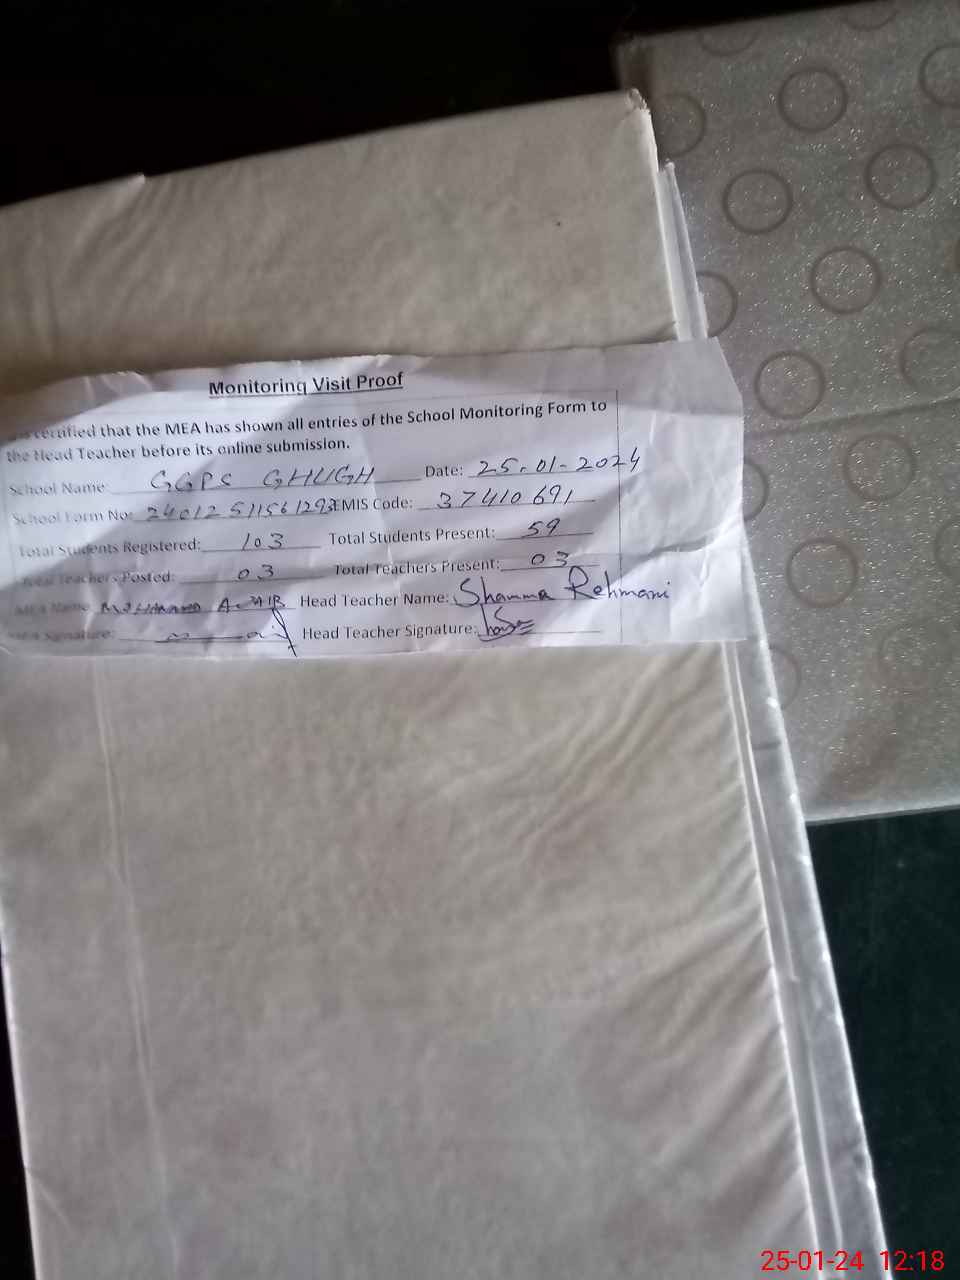 Monitoring Visit Proof
certified that the MEA has shown all entries of the School Monitoring Form to
the Head Teacher before its online submission.
School Name: GGPS GHUGH Date: 25-01-2024
School Form No: EMIS Code: 37410691
Total Students Registered: 103 Total Students Present: 59
Total Teachers Posted: 03 Total Teachers Present: 03
MEA Name: Head Teacher Name: Shamma Rehmani
MEA Signature: Head Teacher Signature:
25-01-24 12:18